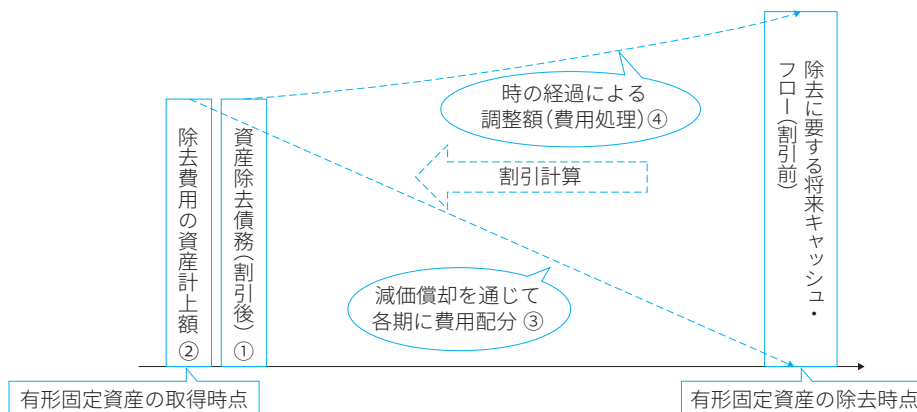 除去費用の資産計上額 ②
資産除去債務(割引後) ①
時の経過による
調整額(費用処理)④
割引計算
減価償却を通じて
各期に費用配分 ③
除去に要する将来キャッシュ・
フロー(割引前)
有形固定資産の取得時点
有形固定資産の除去時点